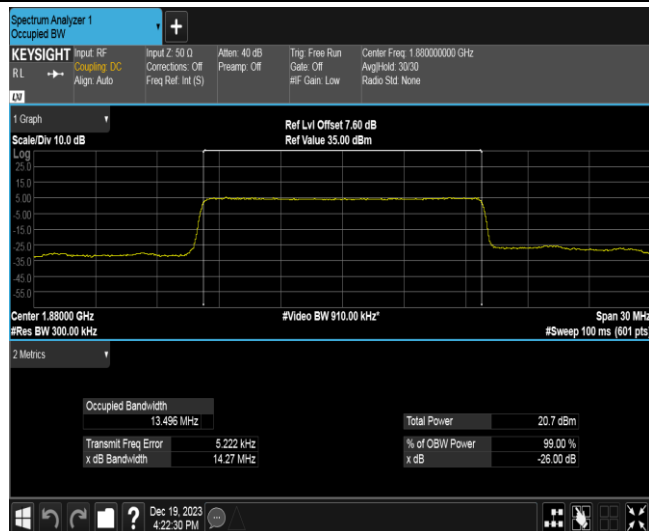 Spectrum Analyzer 1
Occupied BW
+
KEYSIGHT Input: RF Input Z: 50 Ω Atten: 40 dB Trig: Free Run Center Freq: 1.880000000 GHz
RL Coupling: DC Corrections: Off Preamp: Off Gate: Off Avg|Hold: 30/30
Align: Auto Freq Ref: Int (S) #IF Gain: Low Radio Std: None
LXI
1 Graph
Ref Lvl Offset 7.60 dB
Scale/Div 10.0 dB Ref Value 35.00 dBm
Log
25.0
15.0
5.00
-5.00
-15.0
-25.0
-35.0
-45.0
-55.0
Center 1.88000 GHz #Video BW 910.00 kHz* Span 30 MHz
#Res BW 300.00 kHz #Sweep 100 ms (601 pts)
2 Metrics
Occupied Bandwidth
13.496 MHz Total Power 20.7 dBm
Transmit Freq Error 5.222 kHz % of OBW Power 99.00 %
x dB Bandwidth 14.27 MHz x dB -26.00 dB
? Dec 19, 2023
4:22:30 PM